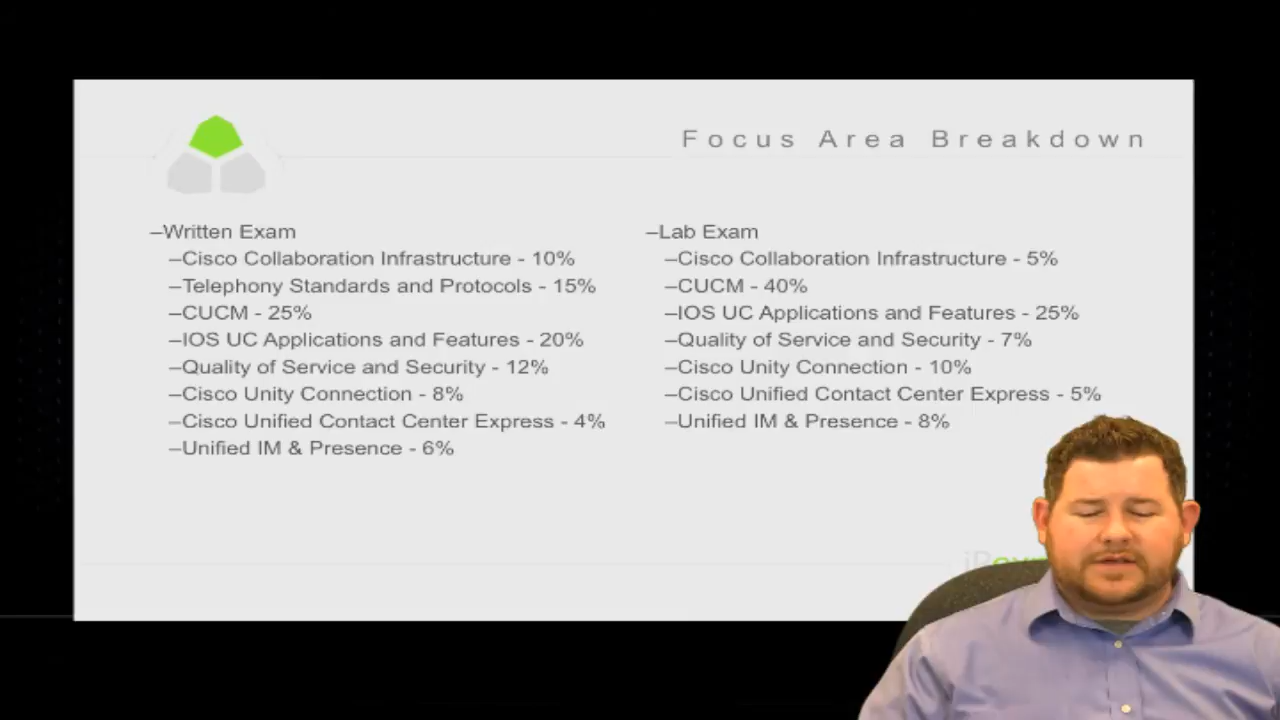 Focus Area Breakdown
–Written Exam
–Cisco Collaboration Infrastructure - 10%
–Telephony Standards and Protocols - 15%
–CUCM - 25%
–IOS UC Applications and Features - 20%
–Quality of Service and Security - 12%
–Cisco Unity Connection - 8%
–Cisco Unified Contact Center Express - 4%
–Unified IM & Presence - 6%
–Lab Exam
–Cisco Collaboration Infrastructure - 5%
–CUCM - 40%
–IOS UC Applications and Features - 25%
–Quality of Service and Security - 7%
–Cisco Unity Connection - 10%
–Cisco Unified Contact Center Express - 5%
–Unified IM & Presence - 8%